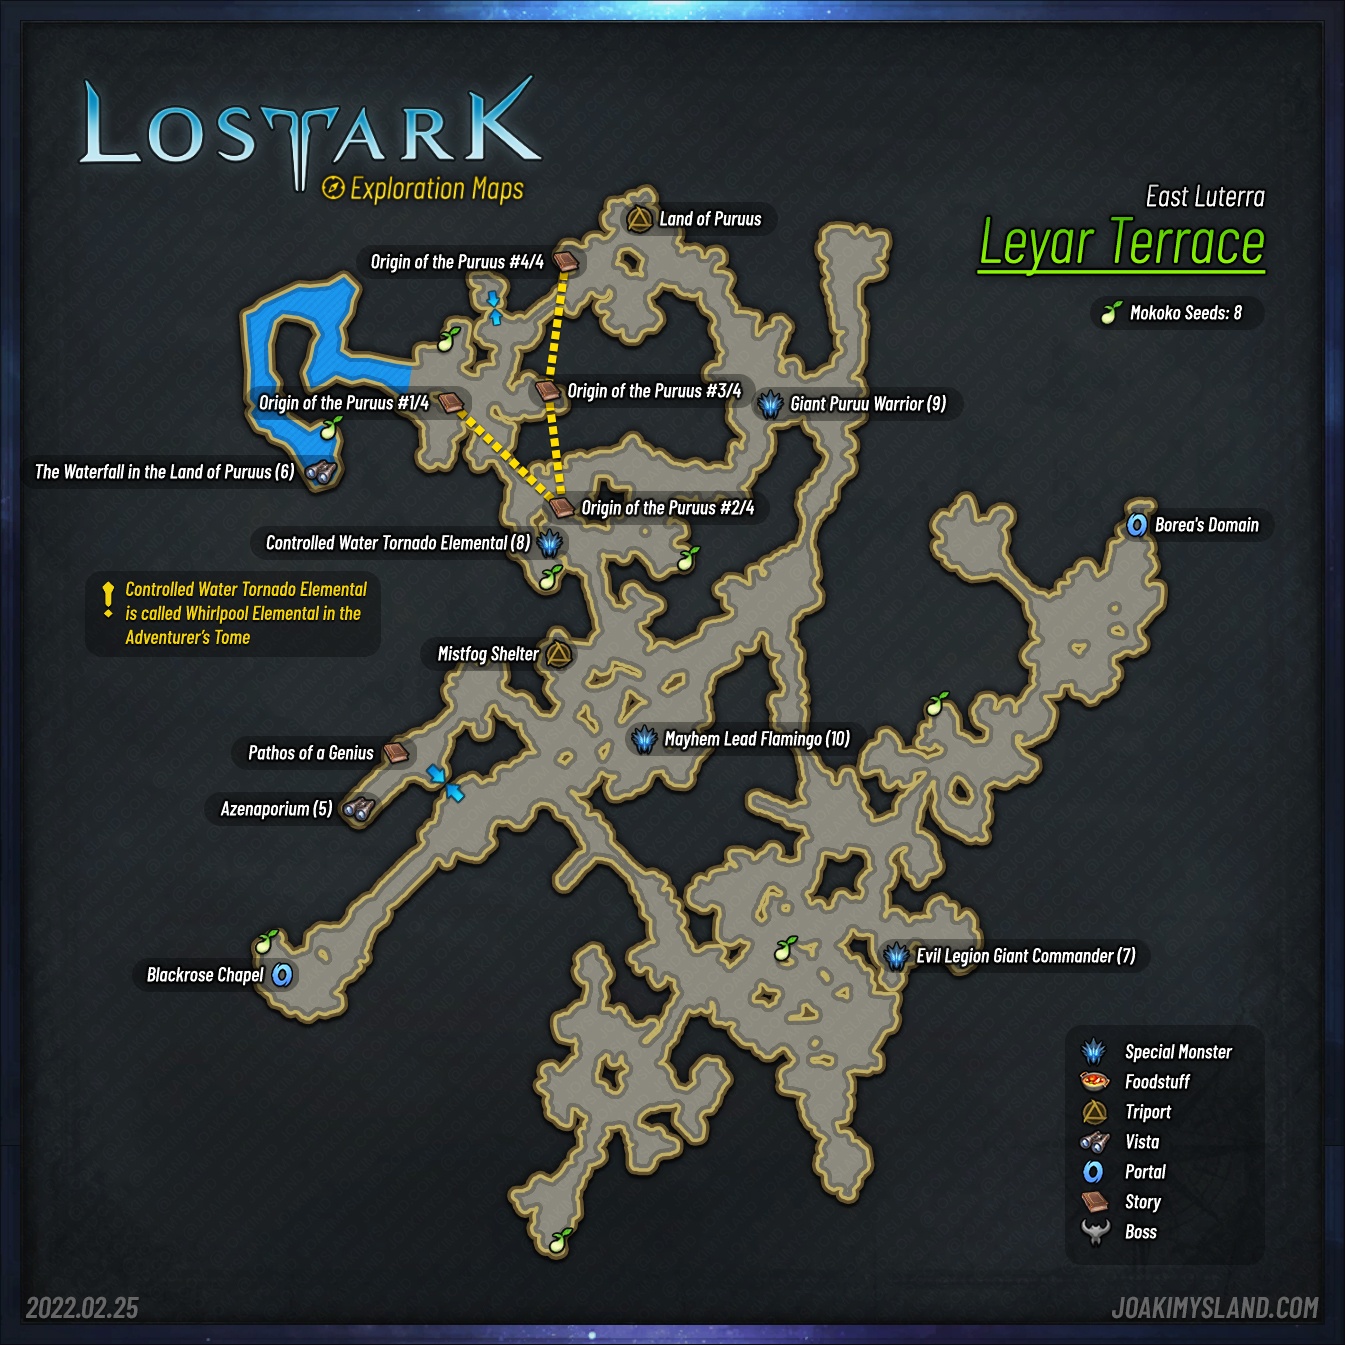 LOSTARK
Exploration Maps
East Luterra
Leyar Terrace
Mokoko Seeds: 8
Land of Puruus
Origin of the Puruus #4/4
Origin of the Puruus #3/4
Origin of the Puruus #1/4
Giant Puruu Warrior (9)
The Waterfall in the Land of Puruus (6)
Origin of the Puruus #2/4
Borea's Domain
Controlled Water Tornado Elemental (8)
Controlled Water Tornado Elemental
is called Whirlpool Elemental in the
Adventurer's Tome
Mistfog Shelter
Mayhem Lead Flamingo (10)
Pathos of a Genius
Azenaporium (5)
Evil Legion Giant Commander (7)
Blackrose Chapel
Special Monster
Foodstuff
Triport
Vista
Portal
Story
Boss
2022.02.25
JOAKIMYSLAND.COM